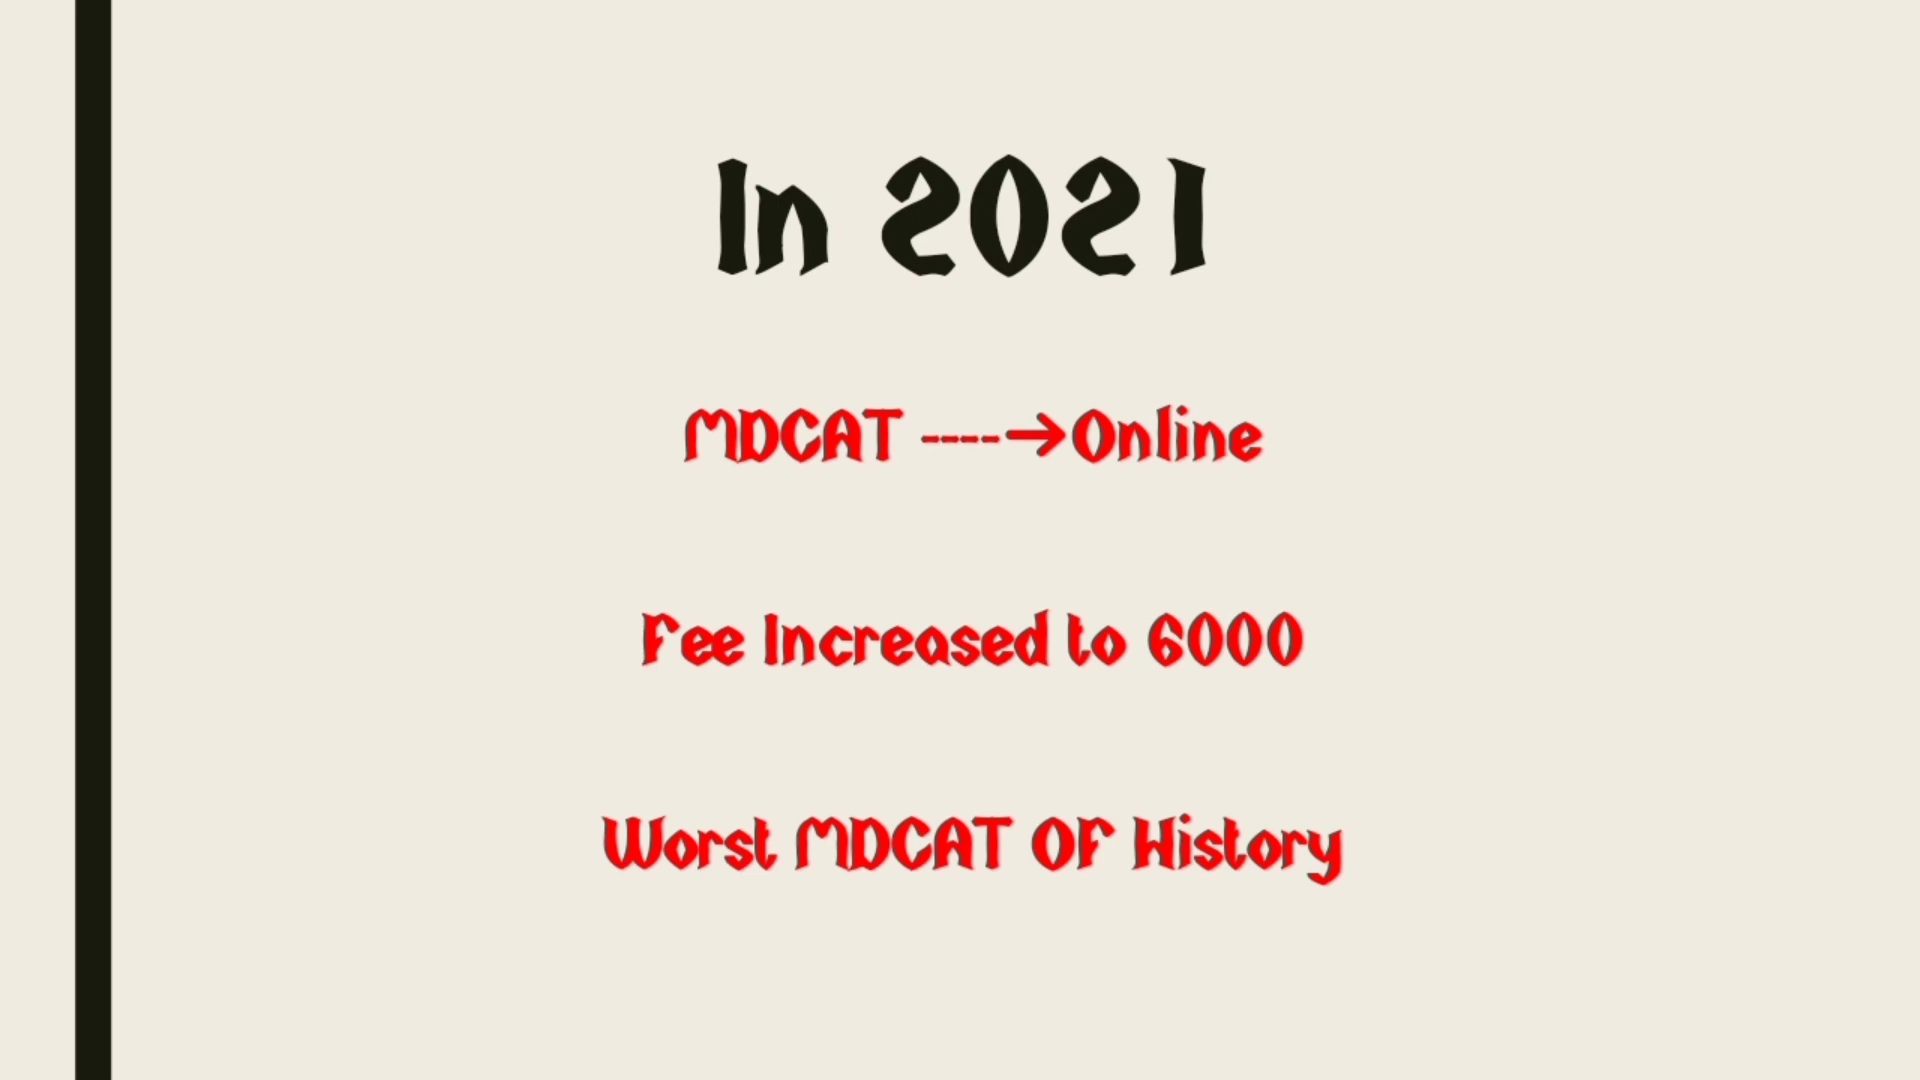 In 2021
MDCAT ----→Online
Fee Increased to 6000
Worst MDCAT OF History